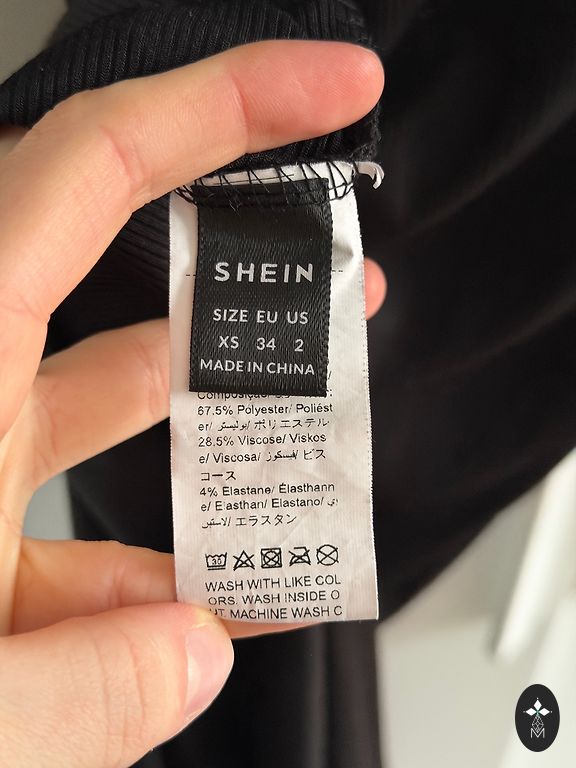 SHEIN
SIZE EU US
XS 34 2
MADE IN CHINA
67.5% Polyester/ Poliést
er/ بوليستر/ ポリエステル
28.5% Viscose/ Viskos
e/ Viscosa/ فيسكوز/ ビス
コース
4% Elastane/ Élasthann
e/ Elasthan/ Elastano/
エラスタン
30
WASH WITH LIKE COL
ORS. WASH INSIDE O
MACHINE WASH C
M